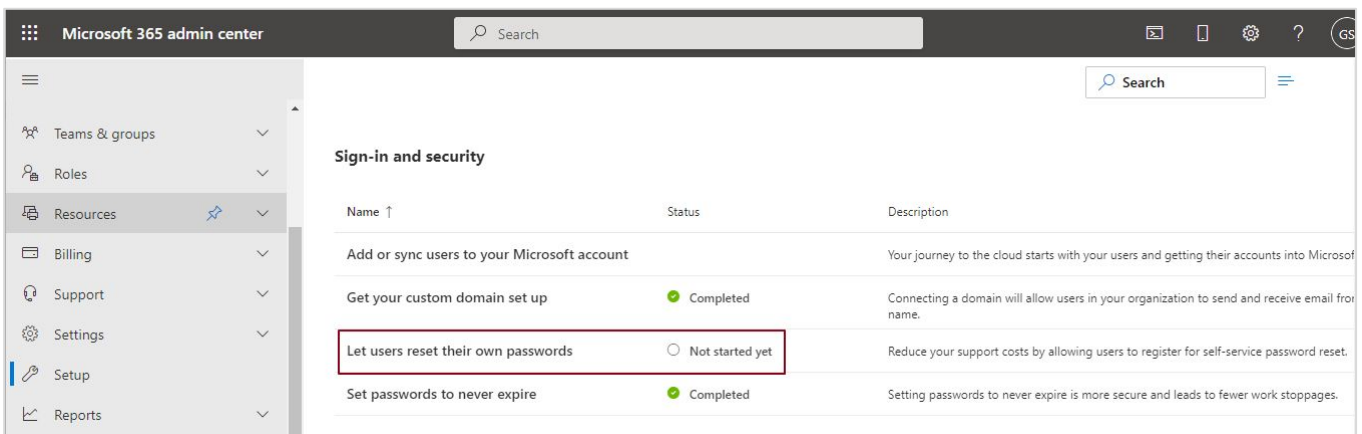 Microsoft 365 admin center
Search
?
GS
Search
Teams & groups
Roles
Resources
Billing
Support
Settings
Setup
Reports
Sign-in and security
Name ↑ Status Description
Add or sync users to your Microsoft account Your journey to the cloud starts with your users and getting their accounts into Microsof
Get your custom domain set up Completed Connecting a domain will allow users in your organization to send and receive email fror
name.
Let users reset their own passwords Not started yet Reduce your support costs by allowing users to register for self-service password reset.
Set passwords to never expire Completed Setting passwords to never expire is more secure and leads to fewer work stoppages.